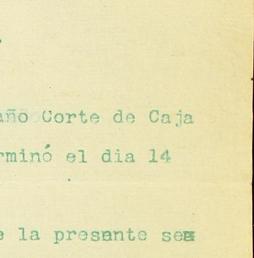 año Corte de Caja
rminó el dia 14
e la presente sea